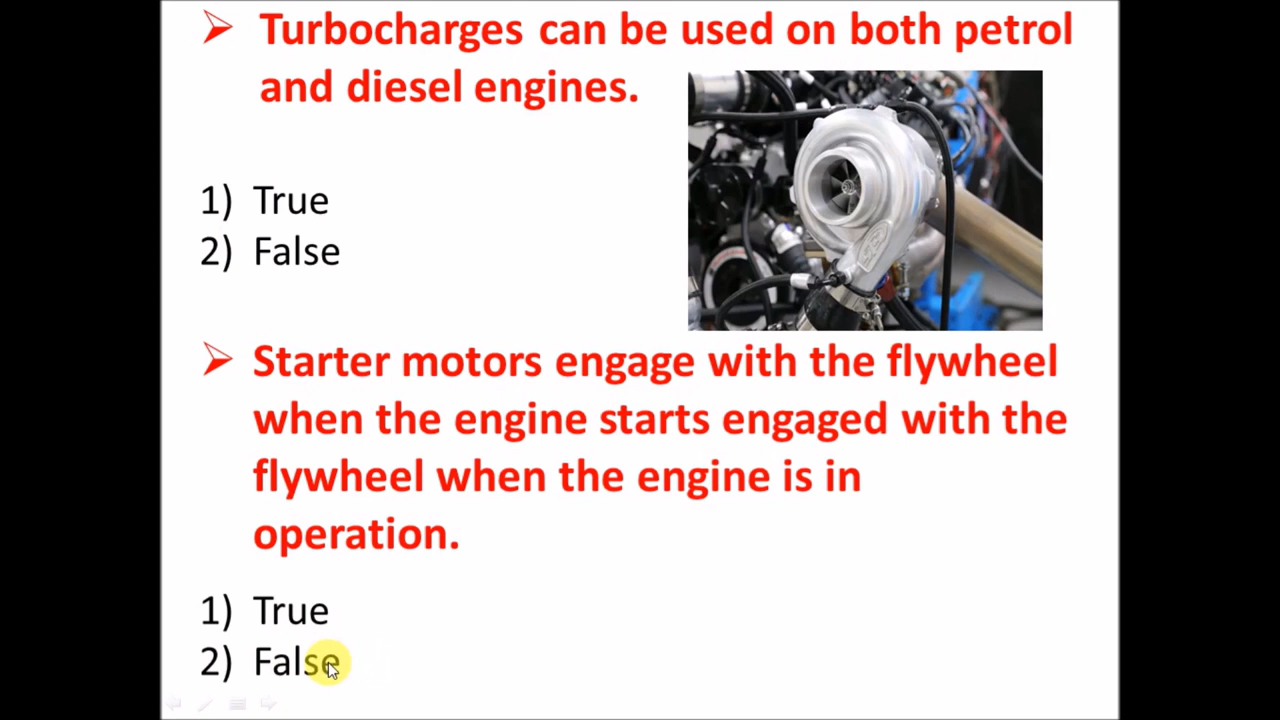 ➢ Turbocharges can be used on both petrol
and diesel engines.
1) True
2) False
➢ Starter motors engage with the flywheel
when the engine starts engaged with the
flywheel when the engine is in
operation.
1) True
2) False